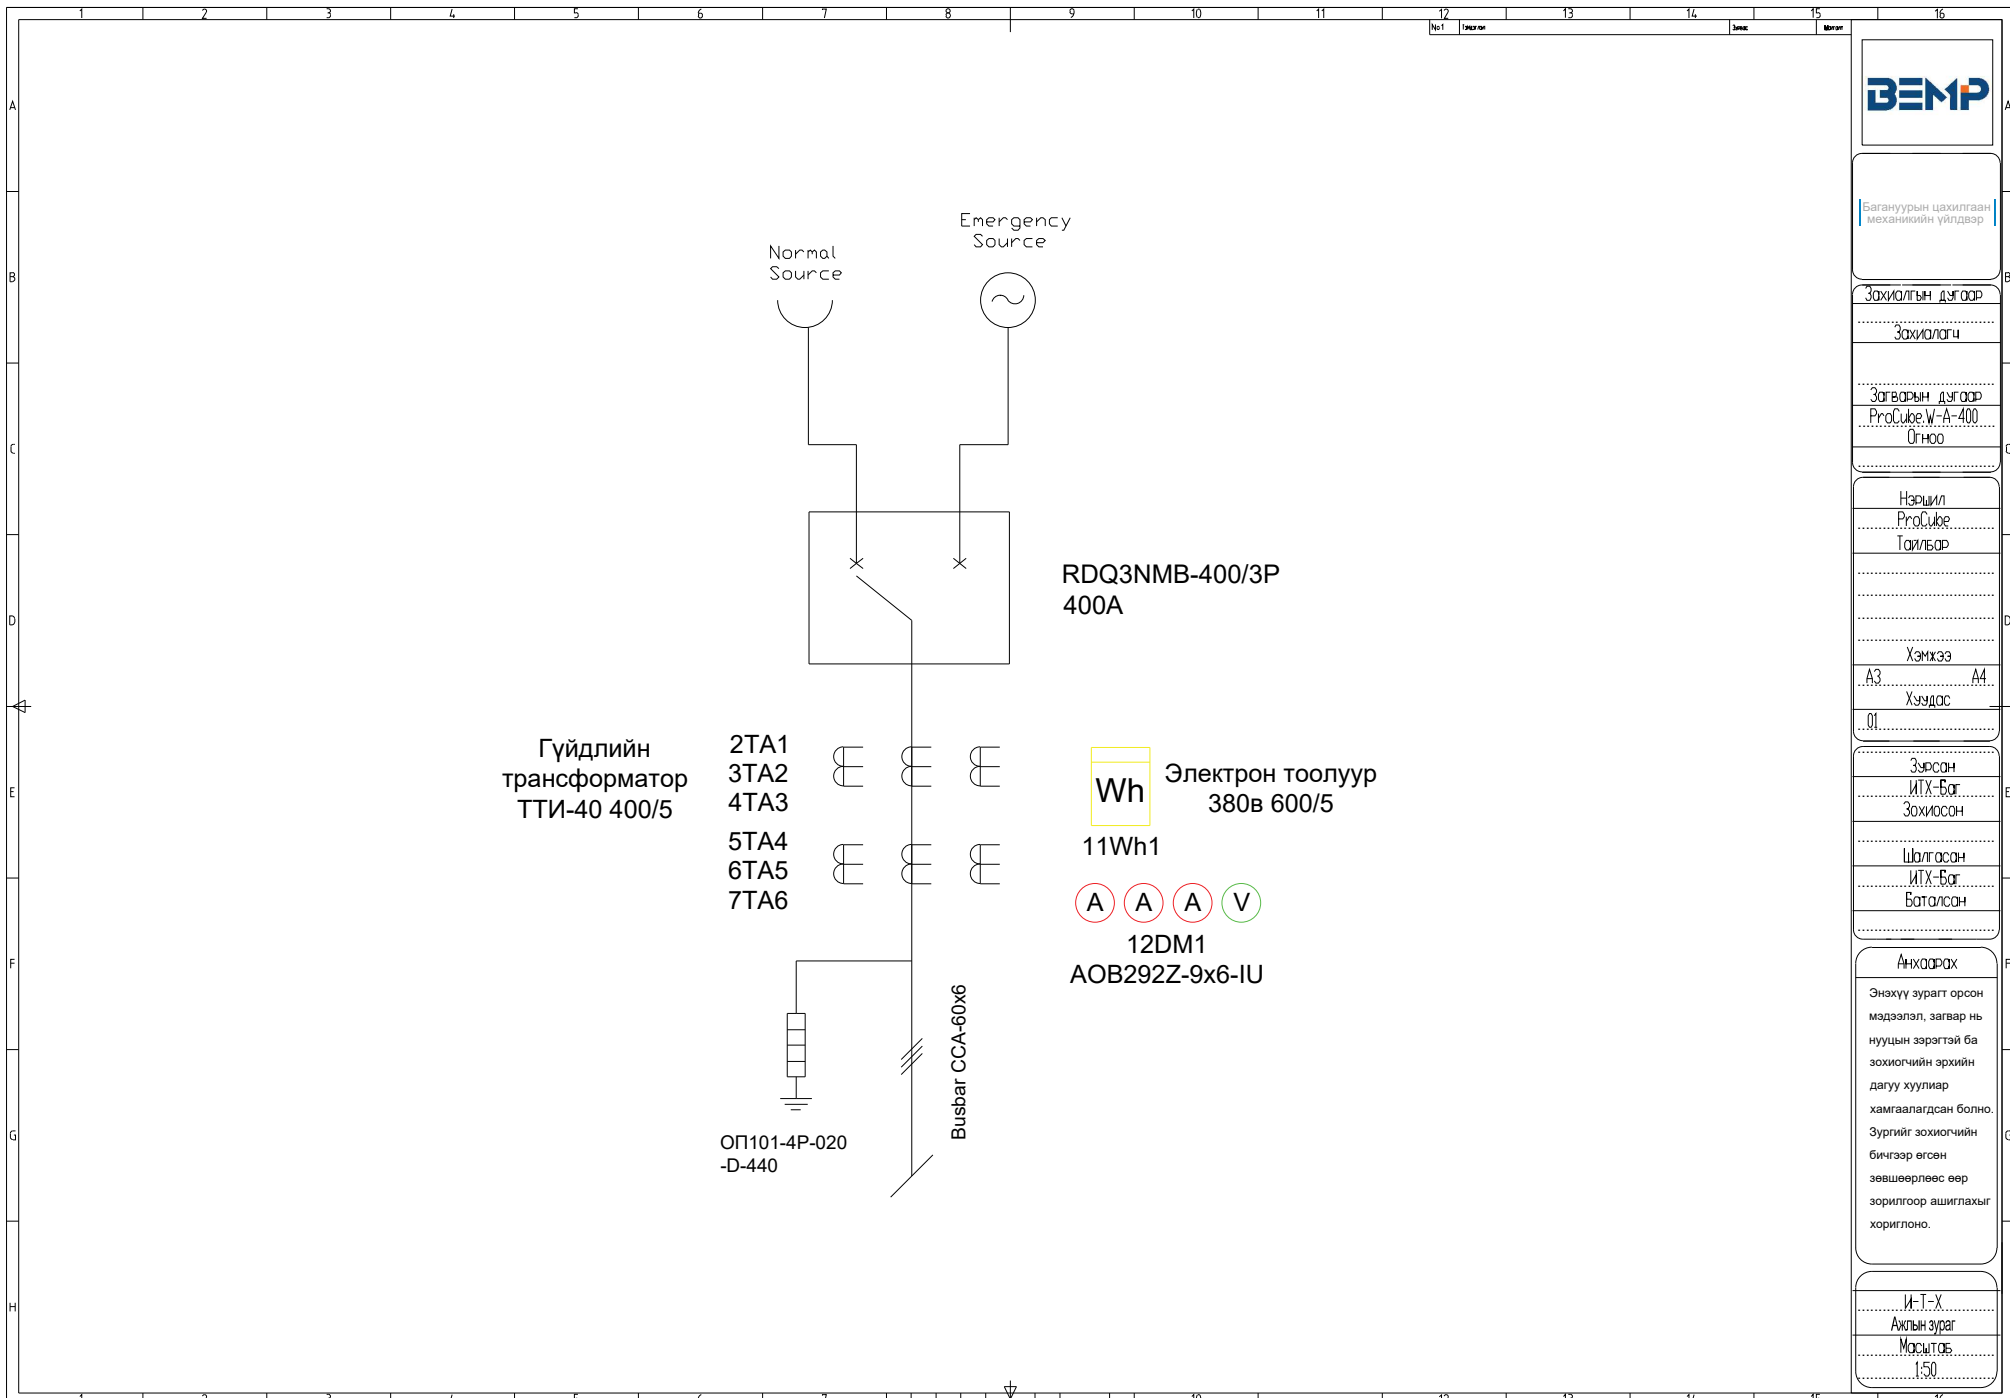 1 2 3 4 5 6 7 8 9 10 11 12 13 14 15 16
No1
A
B
C
D
E
F
G
H
Normal
Source
Emergency
Source
RDQ3NMB-400/3P
400A
Гүйдлийн
трансформатор
ТТИ-40 400/5
2TA1
3TA2
4TA3
5TA4
6TA5
7TA6
Wh
Электрон тоолуур
380в 600/5
11Wh1
A A A V
12DM1
AOB292Z-9x6-IU
Busbar CCA-60x6
ОП101-4Р-020
-D-440
BEMP
Багануурын цахилгаан
механикийн үйлдвэр
Захиалгын дугаар
Захиалагч
Загварын дугаар
ProCube.W-A-400
Огноо
Нэршил
ProCube
Тайлбар
Хэмжээ
A3 A4
Хуудас
01
Зурсан
ИТХ-Баг
Зохиосон
Шалгасан
ИТХ-Баг
Баталсан
Анхаарах
Энэхүү зурагт орсон
мэдээлэл, загвар нь
нууцын зэрэгтэй ба
зохиогчийн эрхийн
дагуу хуулиар
хамгаалагдсан болно.
Зургийг зохиогчийн
бичгээр өгсөн
зөвшөөрлөөс өөр
зорилгоор ашиглахыг
хориглоно.
И-Т-Х
Ажлын зураг
Масштаб
1:50